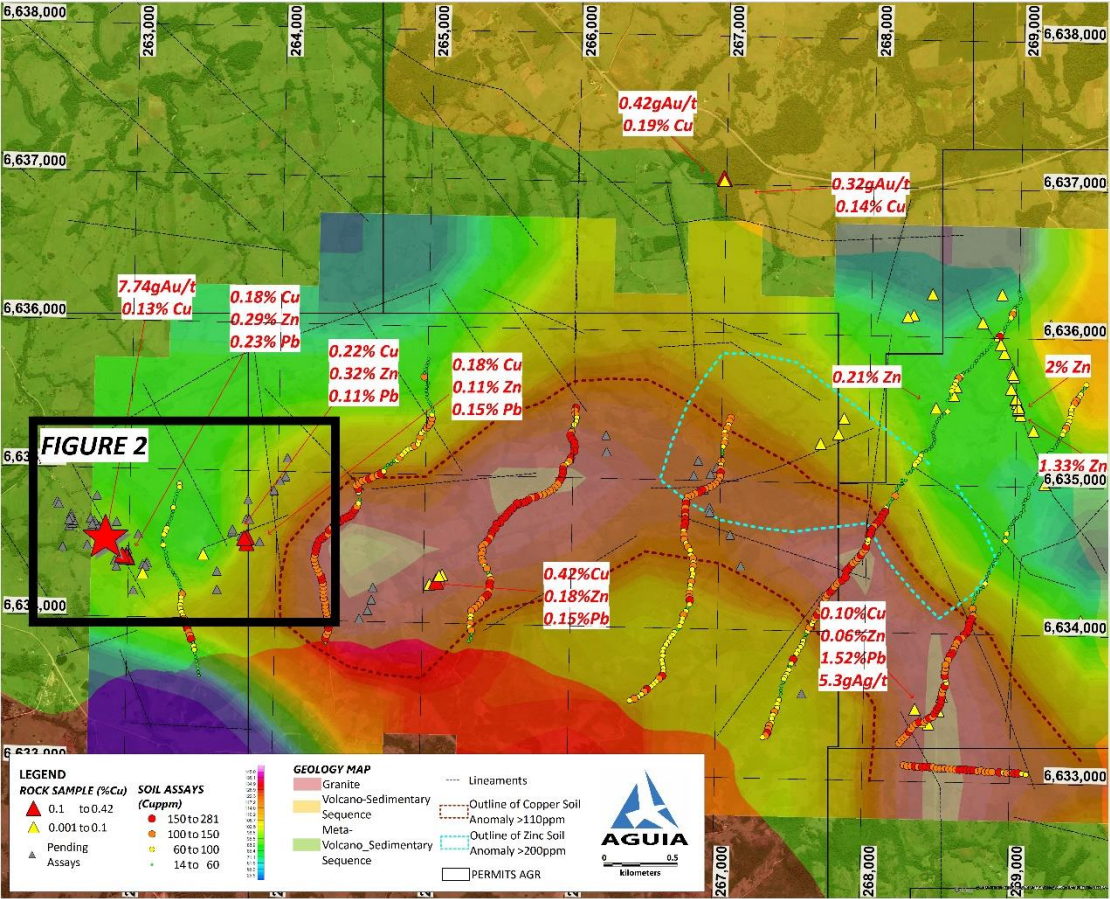 6,638,000
263,000
264,000
265,000
266,000
267,000
268,000
269,000
6,638,000
0.42gAu/t
0.19% Cu
6,637,000
6,637,000
0.32gAu/t
0.14% Cu
7.74gAu/t
0.13% Cu
0.18% Cu
0.29% Zn
0.23% Pb
6,636,000
6,636,000
0.22% Cu
0.32% Zn
0.11% Pb
0.18% Cu
0.11% Zn
0.15% Pb
0.21% Zn
2% Zn
FIGURE 2
1.33% Zn
6,635,000
0.42%Cu
0.18%Zn
0.15%Pb
0.10%Cu
0.06%Zn
1.52%Pb
5.3gAg/t
6,634,000
6,634,000
6,633,000
6,633,000
LEGEND
ROCK SAMPLE (%Cu)
0.1 to 0.42
0.001 to 0.1
Pending
Assays
SOIL ASSAYS
(Cuppm)
150 to 281
100 to 150
60 to 100
14 to 60
GEOLOGY MAP
Granite
Volcano-Sedimentary
Sequence
Meta-
Volcano_Sedimentary
Sequence
Lineaments
Outline of Copper Soil
Anomaly >110ppm
Outline of Zinc Soil
Anomaly >200ppm
PERMITS AGR
AGUIA
0 0.5
kilometers
267,000
268,000
269,000